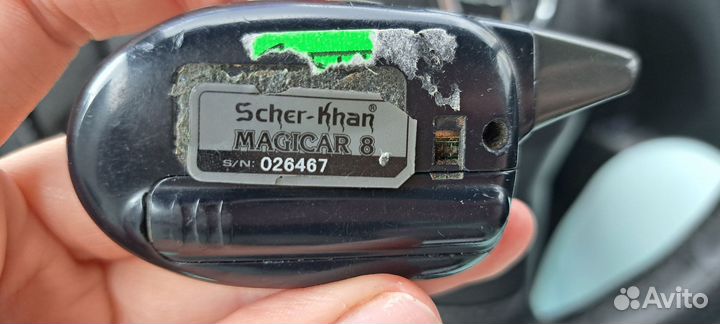 Scher-Khan®
MAGICAR 8
S/N: 026467
Avito